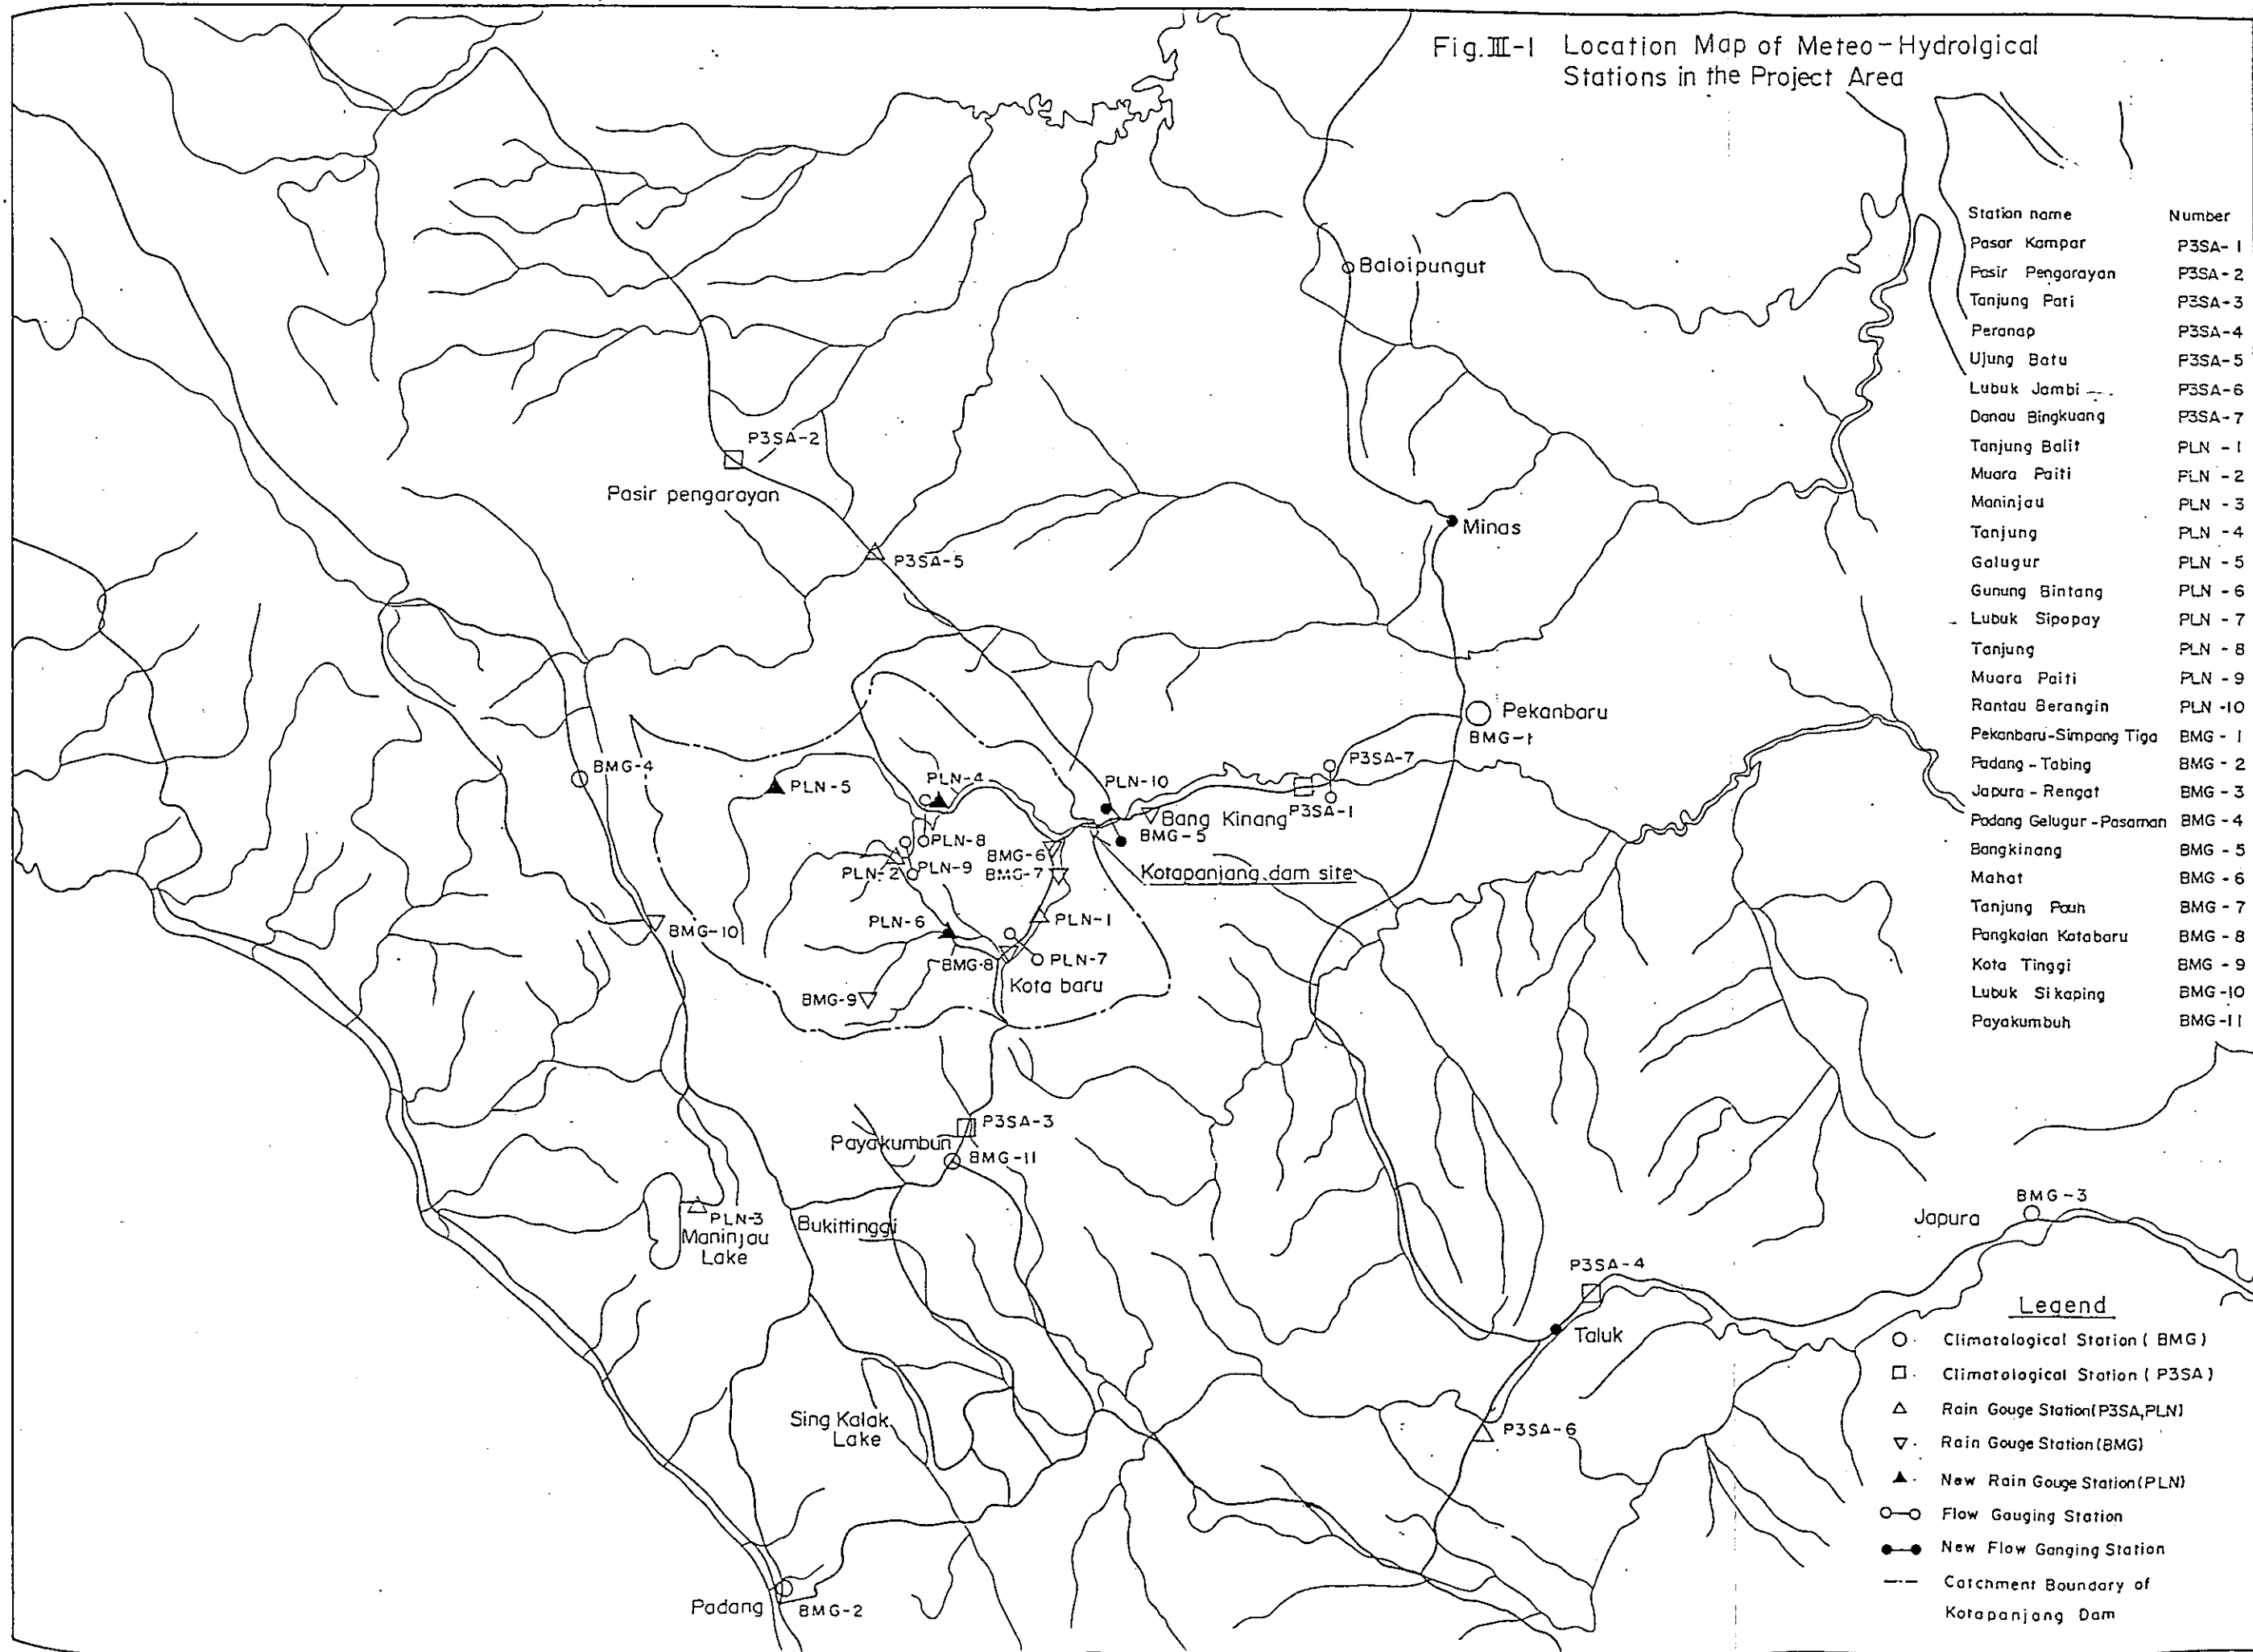 Fig.III-1 Location Map of Meteo-Hydrolgical
Stations in the Project Area
Station name Number
Pasar Kampar P3SA-1
Pasir Pengarayan P3SA-2
Tanjung Pati P3SA-3
Peranap P3SA-4
Ujung Batu P3SA-5
Lubuk Jambi P3SA-6
Danau Bingkuang P3SA-7
Tanjung Balit PLN-1
Muara Paiti PLN-2
Maninjau PLN-3
Tanjung PLN-4
Galugur PLN-5
Gunung Bintang PLN-6
Lubuk Sipapay PLN-7
Tanjung PLN-8
Muara Paiti PLN-9
Rantau Berangin PLN-10
Pekanbaru-Simpang Tiga BMG-1
Padang-Tabing BMG-2
Japura-Rengat BMG-3
Padang Gelugur-Pasaman BMG-4
Bangkinang BMG-5
Mahat BMG-6
Tanjung Pauh BMG-7
Pangkalan Kotabaru BMG-8
Kota Tinggi BMG-9
Lubuk Sikaping BMG-10
Payakumbuh BMG-11
Baloipungut
P3SA-2
Pasir pengarayan
Minas
P3SA-5
Pekanbaru
BMG-1
BMG-4
P3SA-7
PLN-5
PLN-4
PLN-10
P3SA-1
Bang Kinang
BMG-5
PLN-8
BMG-6
PLN-2
PLN-9
BMG-7
Kotapanjang dam site
PLN-6
PLN-1
BMG-10
BMG-8
PLN-7
Kota baru
BMG-9
P3SA-3
Payakumbun
BMG-11
PLN-3
Maninjau
Lake
Bukittinggi
BMG-3
Japura
P3SA-4
Taluk
Sing Kalak
Lake
P3SA-6
Padang
BMG-2
Legend
Climatological Station (BMG)
Climatological Station (P3SA)
Rain Gouge Station(P3SA,PLN)
Rain Gouge Station(BMG)
New Rain Gouge Station(PLN)
Flow Gauging Station
New Flow Ganging Station
Catchment Boundary of
Kotapanjang Dam